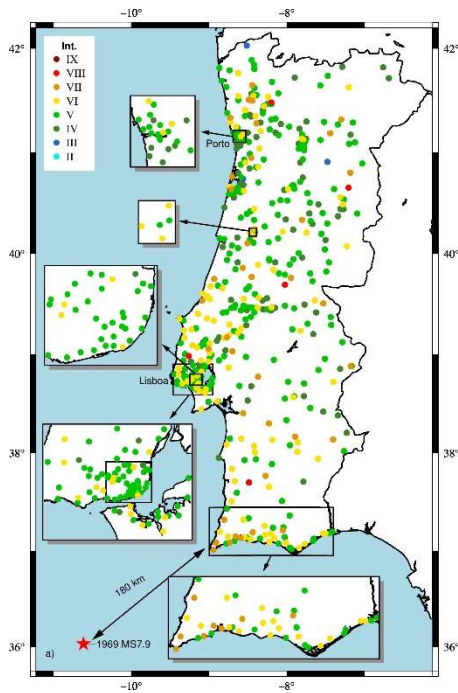 −10° −8°
42°
Int.
IX
VIII
VII
VI
V
IV
III
II
Porto
40°
Lisboa
38°
180 km
1969 MS7.9
a)
36°
−10° −8°
42°
40°
38°
36°